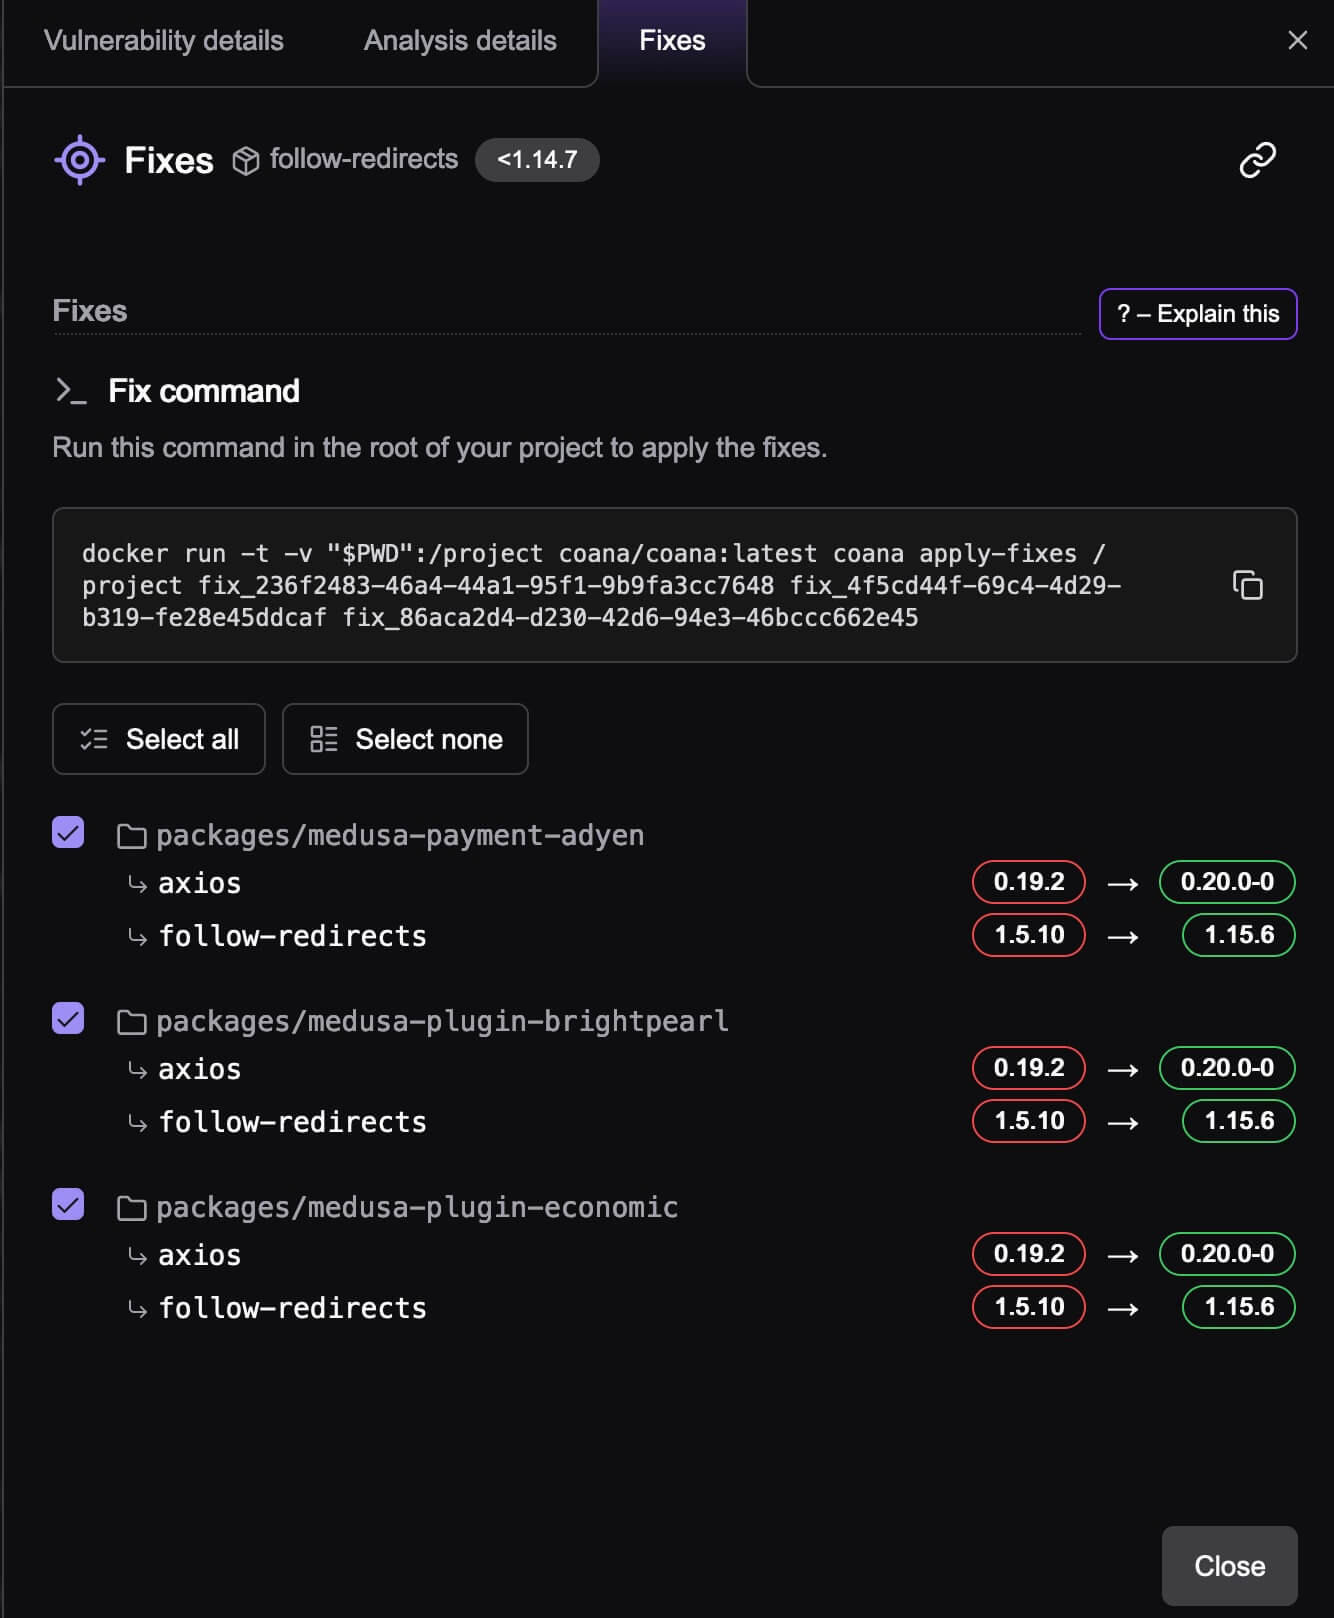 Vulnerability details Analysis details Fixes
Fixes follow-redirects <1.14.7
Fixes ? – Explain this
>_ Fix command
Run this command in the root of your project to apply the fixes.
docker run -t -v "$PWD":/project coana/coana:latest coana apply-fixes /
project fix_236f2483-46a4-44a1-95f1-9b9fa3cc7648 fix_4f5cd44f-69c4-4d29-
b319-fe28e45ddcaf fix_86aca2d4-d230-42d6-94e3-46bccc662e45
Select all Select none
packages/medusa-payment-adyen
↳ axios 0.19.2 → 0.20.0-0
↳ follow-redirects 1.5.10 → 1.15.6
packages/medusa-plugin-brightpearl
↳ axios 0.19.2 → 0.20.0-0
↳ follow-redirects 1.5.10 → 1.15.6
packages/medusa-plugin-economic
↳ axios 0.19.2 → 0.20.0-0
↳ follow-redirects 1.5.10 → 1.15.6
Close